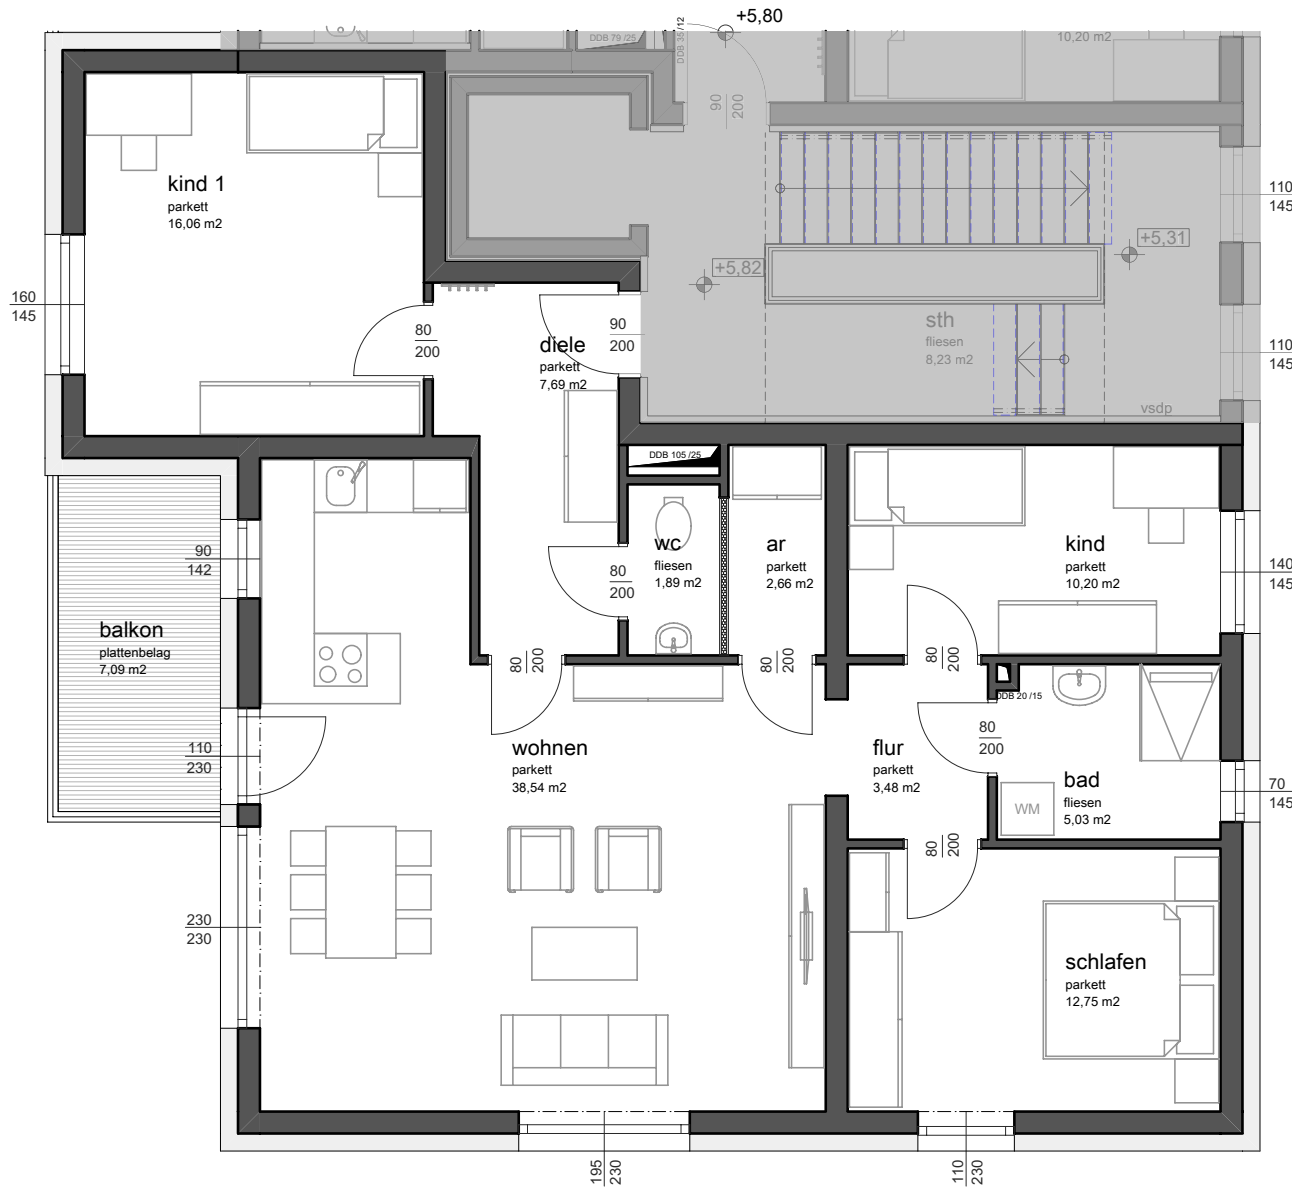 +5,80
DDB 79 /25
DDB 35/12
10,20 m2
90
200
kind 1
parkett
16,06 m2
110
145
+5,31
+5,82
160
145
80
200
90
200
diele
parkett
7,69 m2
sth
fliesen
8,23 m2
110
145
vsdp
DDB 105 /25
90
142
80
200
wc
fliesen
1,89 m2
ar
parkett
2,66 m2
kind
parkett
10,20 m2
140
145
balkon
plattenbelag
7,09 m2
80
200
80
200
80
200
DDB 20 /15
110
230
wohnen
parkett
38,54 m2
flur
parkett
3,48 m2
80
200
bad
fliesen
5,03 m2
WM
70
145
80
200
230
230
schlafen
parkett
12,75 m2
195
230
110
230